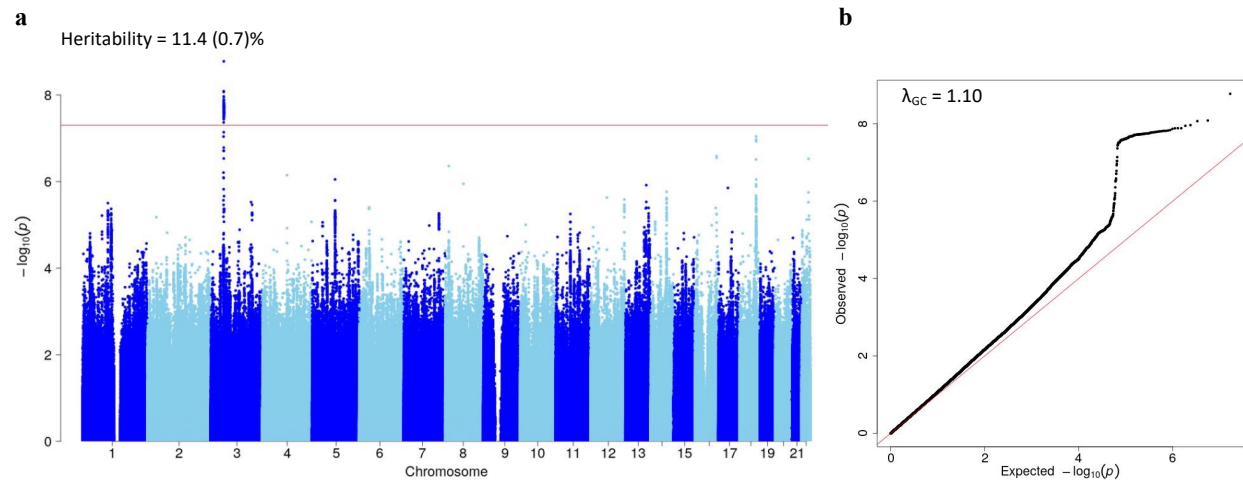 a
Heritability = 11.4 (0.7)%
− log₁₀(p)
8
6
4
2
0
1 2 3 4 5 6 7 8 9 10 11 12 13 14 15 17 19 21
Chromosome
b
λGC = 1.10
Observed − log₁₀(p)
8
6
4
2
0
0 2 4 6
Expected − log₁₀(p)